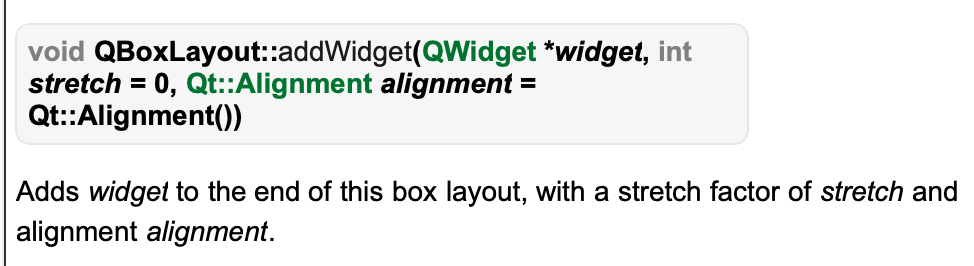 void QBoxLayout::addWidget(QWidget *widget, int
stretch = 0, Qt::Alignment alignment =
Qt::Alignment())
Adds widget to the end of this box layout, with a stretch factor of stretch and
alignment alignment.